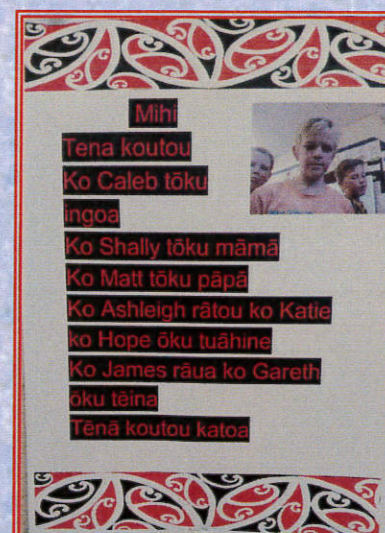 Mihi
Tena koutou
Ko Caleb tōku
ingoa
Ko Shally tōku māmā
Ko Matt tōku pāpā
Ko Ashleigh rātou ko Katie
ko Hope ōku tuāhine
Ko James rāua ko Gareth
ōku tēina
Tēnā koutou katoa